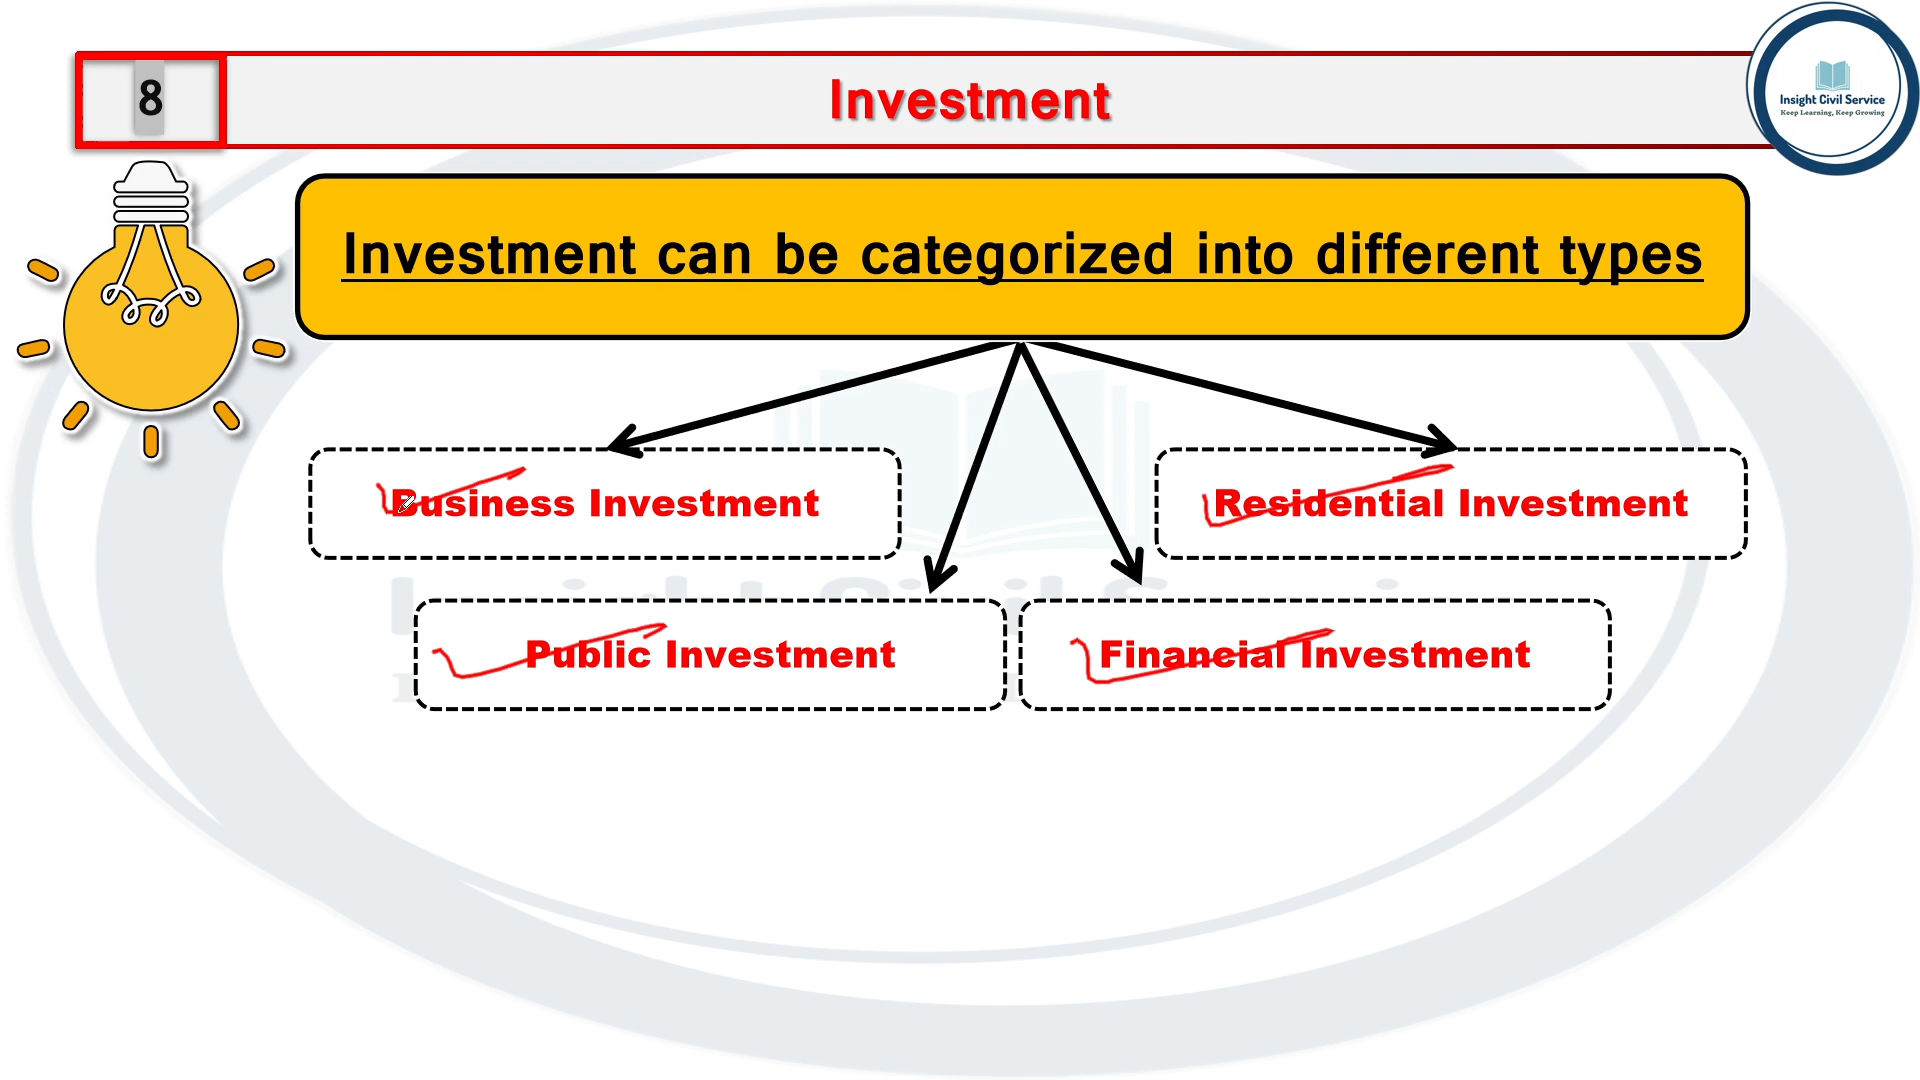 8
Investment
Insight Civil Service
Keep Learning, Keep Growing
Investment can be categorized into different types
Business Investment
Residential Investment
Public Investment
Financial Investment